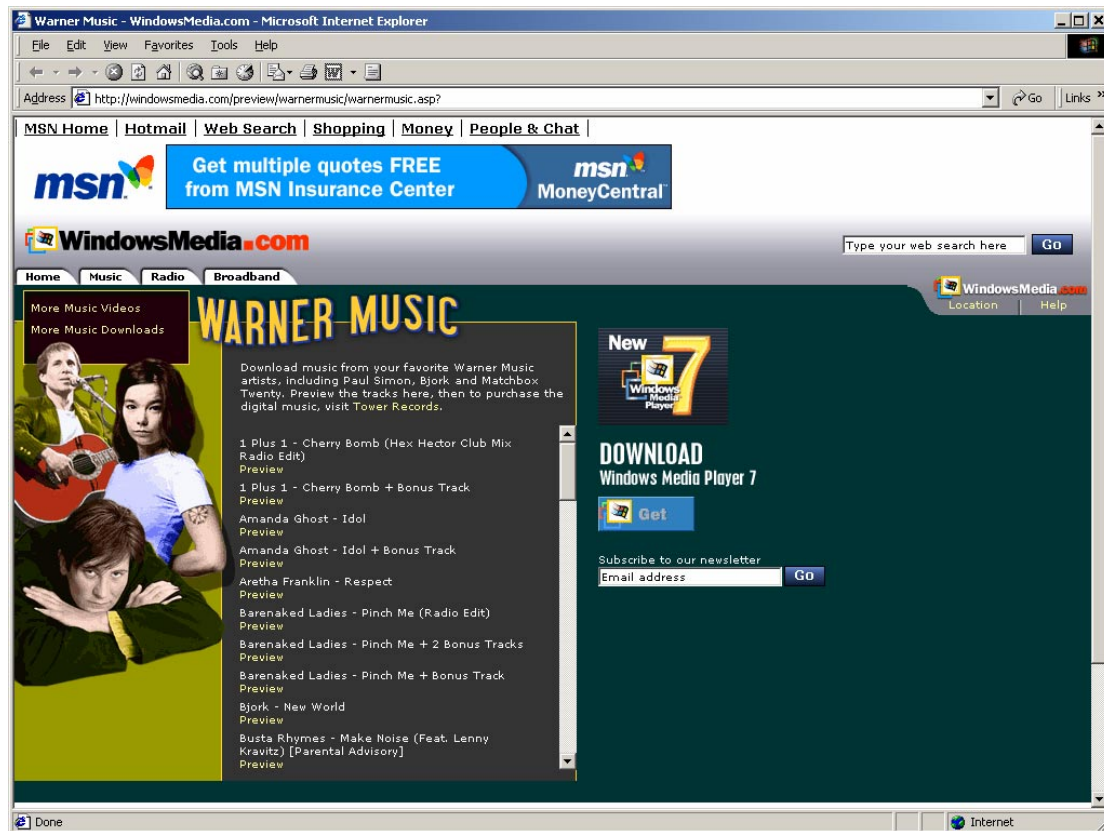 Warner Music - WindowsMedia.com - Microsoft Internet Explorer
File Edit View Favorites Tools Help
Address http://windowsmedia.com/preview/warnermusic/warnermusic.asp? Go Links »
MSN Home | Hotmail | Web Search | Shopping | Money | People & Chat |
msn
Get multiple quotes FREE
from MSN Insurance Center
msn
MoneyCentral
WindowsMedia.com
Type your web search here Go
Home Music Radio Broadband
WindowsMedia.com
Location | Help
More Music Videos
More Music Downloads
WARNER MUSIC
Download music from your favorite Warner Music
artists, including Paul Simon, Bjork and Matchbox
Twenty. Preview the tracks here, then to purchase the
digital music, visit Tower Records.
1 Plus 1 - Cherry Bomb (Hex Hector Club Mix
Radio Edit)
Preview
1 Plus 1 - Cherry Bomb + Bonus Track
Preview
Amanda Ghost - Idol
Preview
Amanda Ghost - Idol + Bonus Track
Preview
Aretha Franklin - Respect
Preview
Barenaked Ladies - Pinch Me (Radio Edit)
Preview
Barenaked Ladies - Pinch Me + 2 Bonus Tracks
Preview
Barenaked Ladies - Pinch Me + Bonus Track
Preview
Bjork - New World
Preview
Busta Rhymes - Make Noise (Feat. Lenny
Kravitz) [Parental Advisory]
Preview
New
7
Windows
Media
Player
DOWNLOAD
Windows Media Player 7
Get
Subscribe to our newsletter
Email address Go
Done Internet